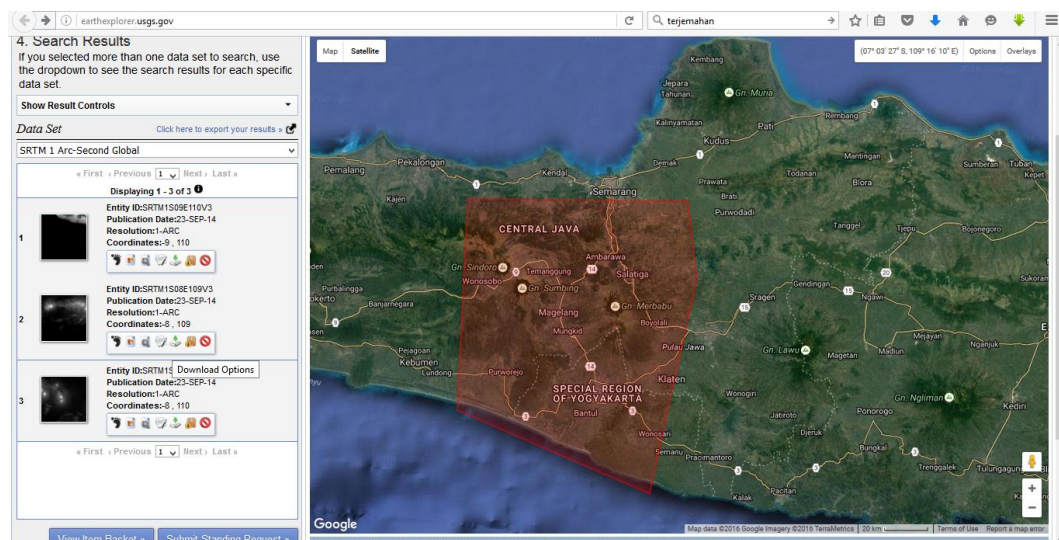 earthexplorer.usgs.gov
terjemahan
4. Search Results
If you selected more than one data set to search, use
the dropdown to see the search results for each specific
data set.
Show Result Controls
Data Set
Click here to export your results »
SRTM 1 Arc-Second Global
« First ‹ Previous 1 Next › Last »
Displaying 1 - 3 of 3
1
Entity ID:SRTM1S09E110V3
Publication Date:23-SEP-14
Resolution:1-ARC
Coordinates:-9 , 110
2
Entity ID:SRTM1S08E109V3
Publication Date:23-SEP-14
Resolution:1-ARC
Coordinates:-8 , 109
3
Entity ID:SRTM1S
Download Options
Publication Date:23-SEP-14
Resolution:1-ARC
Coordinates:-8 , 110
« First ‹ Previous 1 Next › Last »
View Item Basket »
Submit Standing Request »
Map
Satellite
(07° 03' 27" S, 109° 16' 10" E)
Options
Overlays
Kembang
Jepara
Tahunan
Gn. Muria
Kalinyamatan
Pati
Rembang
Kudus
Demak
Mantingan
Sumberan
Tuban
Kepet
Pemalang
Pekalongan
Kendal
Semarang
Prawata
Todanan
Blora
Kajen
Brati
Purwodadi
Tanggel
Tjepu
Bojonegoro
CENTRAL JAVA
Ambarawa
Gn. Sindoro
Temanggung
Salatiga
Wonosobo
Gn. Sumbing
Purbalingga
Banjarnegara
Magelang
Gn. Merbabu
Mungkid
Boyolali
Sragen
Gendingan
Ngawi
Mejayan
Nganjuk
Pejagoan
Kebumen
Lundong
Purworejo
Pulau Jawa
Gn. Lawu
Magetan
Madiun
Klaten
SPECIAL REGION
OF YOGYAKARTA
Bantul
Wonogiri
Jatiroto
Ponorogo
Gn. Ngliman
Kediri
Wonosari
Djeruk
Semanu
Pracimantoro
Bungkal
Trenggalek
Tulungagung
Kalak
Pacitan
Google
Map data ©2016 Google Imagery ©2016 TerraMetrics
20 km
Terms of Use
Report a map error